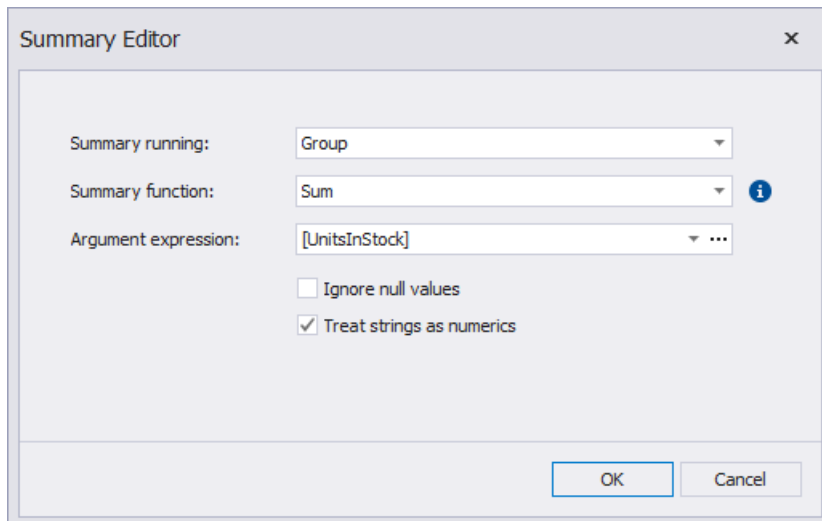 Summary Editor
Summary running: Group
Summary function: Sum
Argument expression: [UnitsInStock]
Ignore null values
Treat strings as numerics
OK Cancel